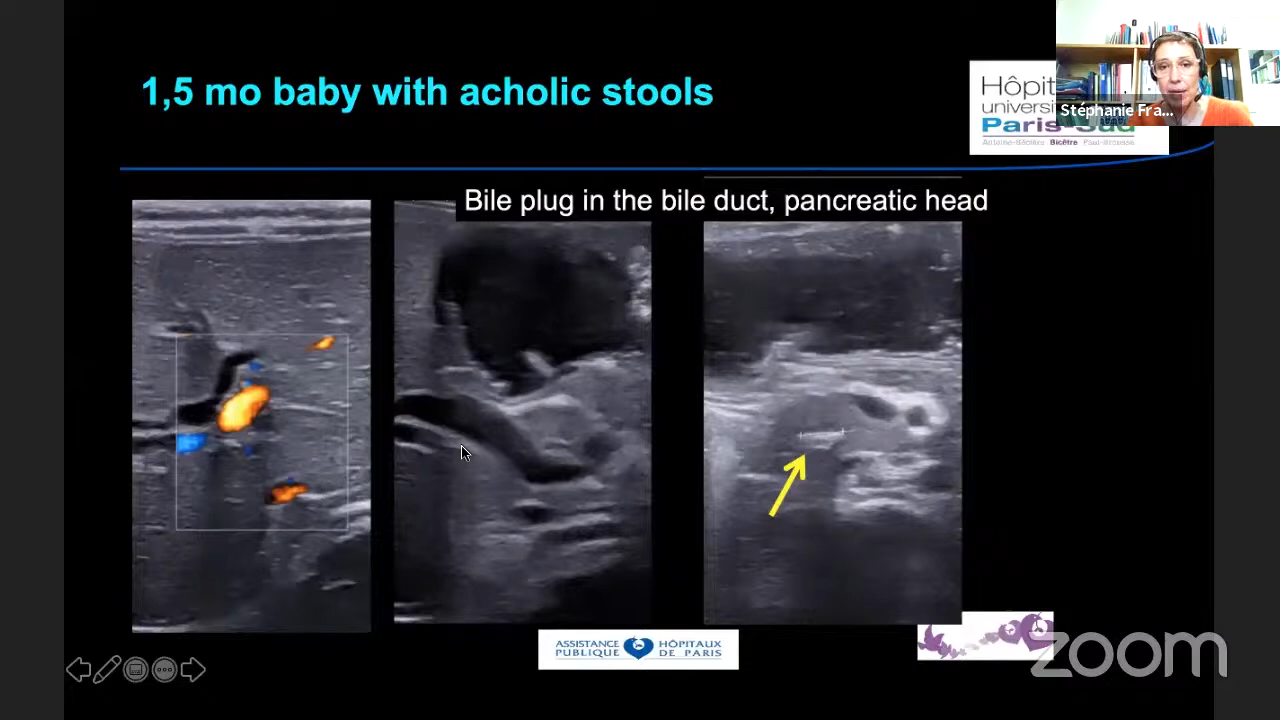 1,5 mo baby with acholic stools
Hôpit
universi
Paris-Sud
Bicêtre
Stéphanie Fra...
Bile plug in the bile duct, pancreatic head
ASSISTANCE PUBLIQUE
HÔPITAUX DE PARIS
zoom